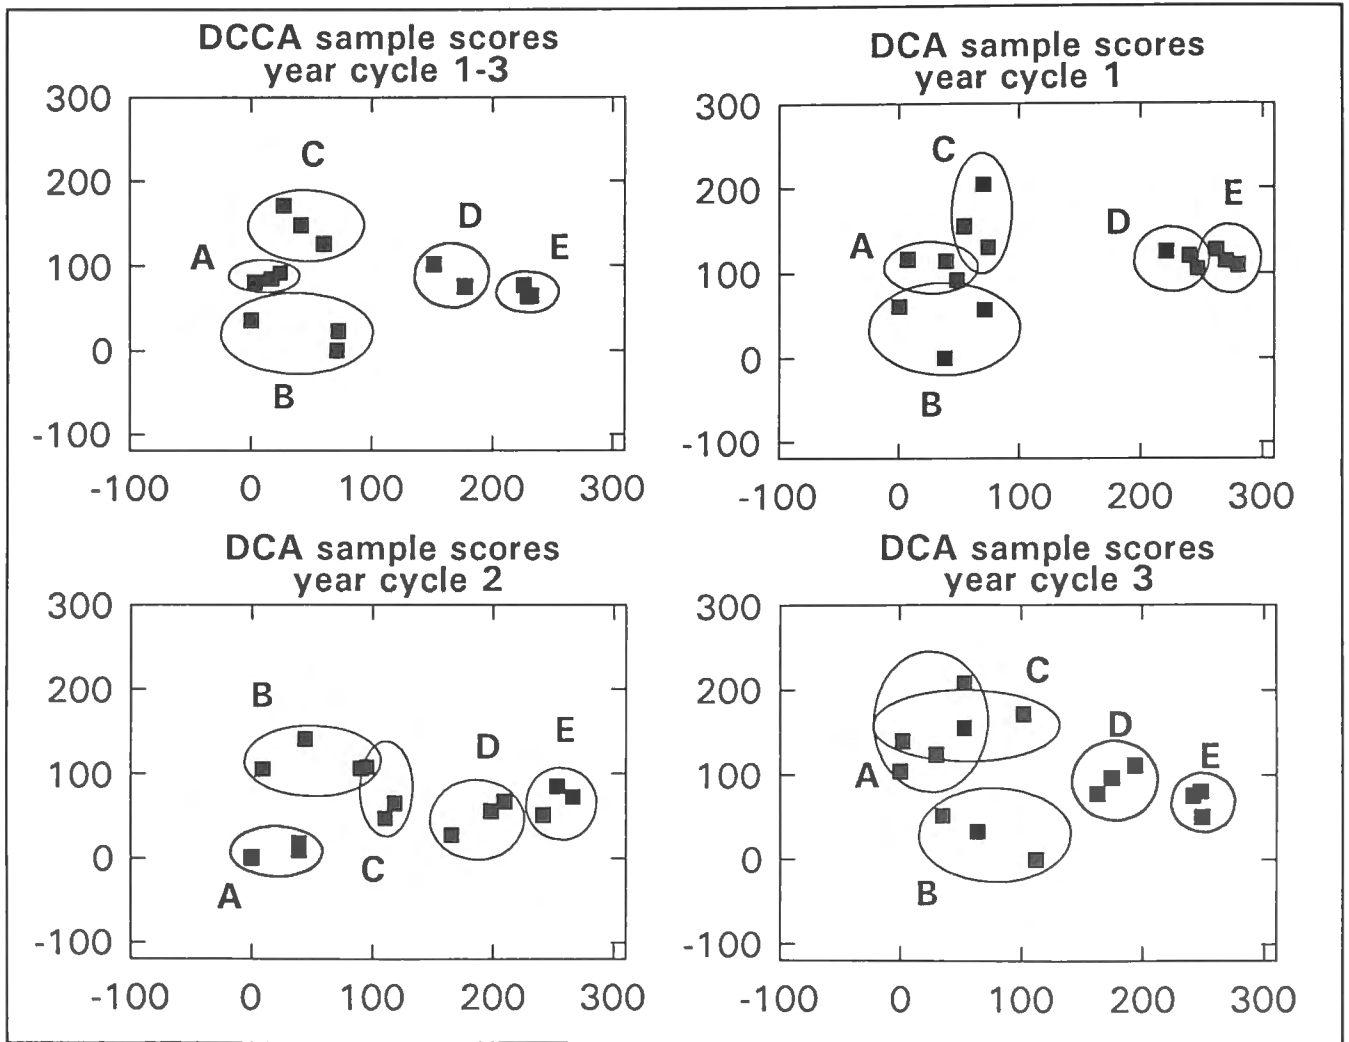 DCCA sample scores
year cycle 1-3
300
200
100
0
-100
-100 0 100 200 300
A
B
C
D
E
DCA sample scores
year cycle 1
300
200
100
0
-100
-100 0 100 200 300
A
B
C
D
E
DCA sample scores
year cycle 2
300
200
100
0
-100
-100 0 100 200 300
A
B
C
D
E
DCA sample scores
year cycle 3
300
200
100
0
-100
-100 0 100 200 300
A
B
C
D
E